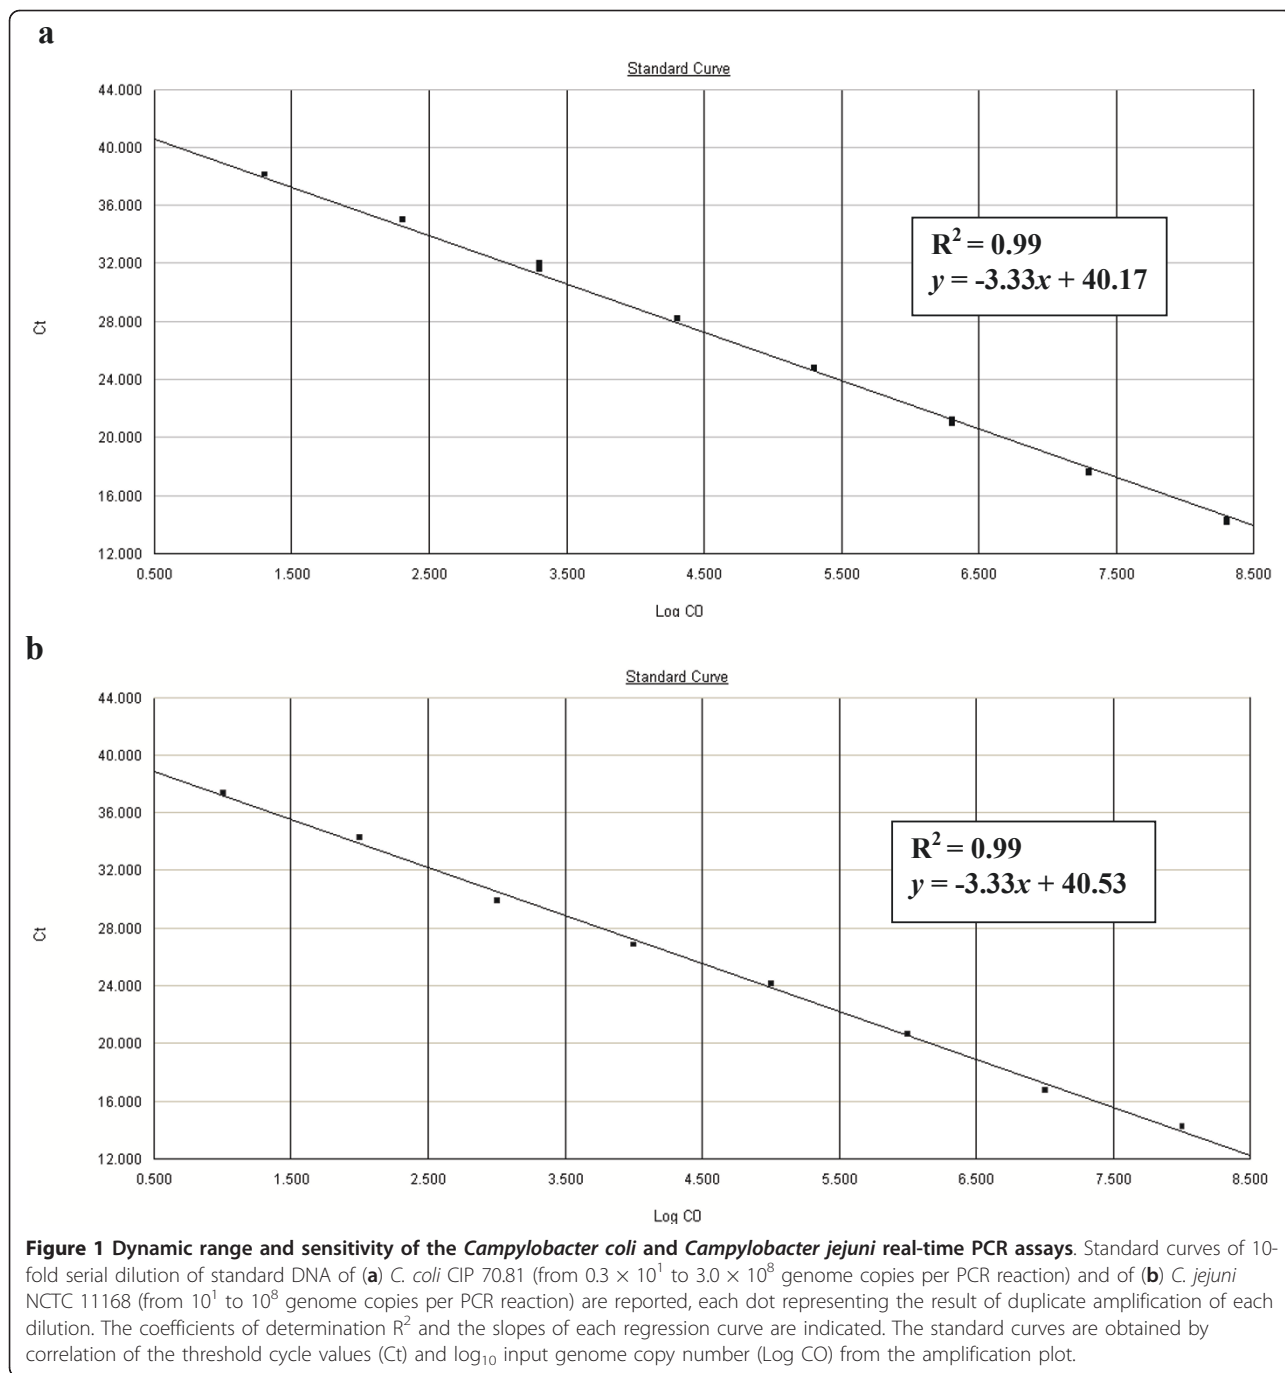 a
Standard Curve
44.000
40.000
36.000
32.000
28.000
24.000
20.000
16.000
12.000
Ct
R² = 0.99
y = -3.33x + 40.17
0.500 1.500 2.500 3.500 4.500 5.500 6.500 7.500 8.500
Log CO
b
Standard Curve
44.000
40.000
36.000
32.000
28.000
24.000
20.000
16.000
12.000
Ct
R² = 0.99
y = -3.33x + 40.53
0.500 1.500 2.500 3.500 4.500 5.500 6.500 7.500 8.500
Log CO
Figure 1 Dynamic range and sensitivity of the Campylobacter coli and Campylobacter jejuni real-time PCR assays. Standard curves of 10-
fold serial dilution of standard DNA of (a) C. coli CIP 70.81 (from 0.3 × 10¹ to 3.0 × 10⁸ genome copies per PCR reaction) and of (b) C. jejuni
NCTC 11168 (from 10¹ to 10⁸ genome copies per PCR reaction) are reported, each dot representing the result of duplicate amplification of each
dilution. The coefficients of determination R² and the slopes of each regression curve are indicated. The standard curves are obtained by
correlation of the threshold cycle values (Ct) and log₁₀ input genome copy number (Log CO) from the amplification plot.